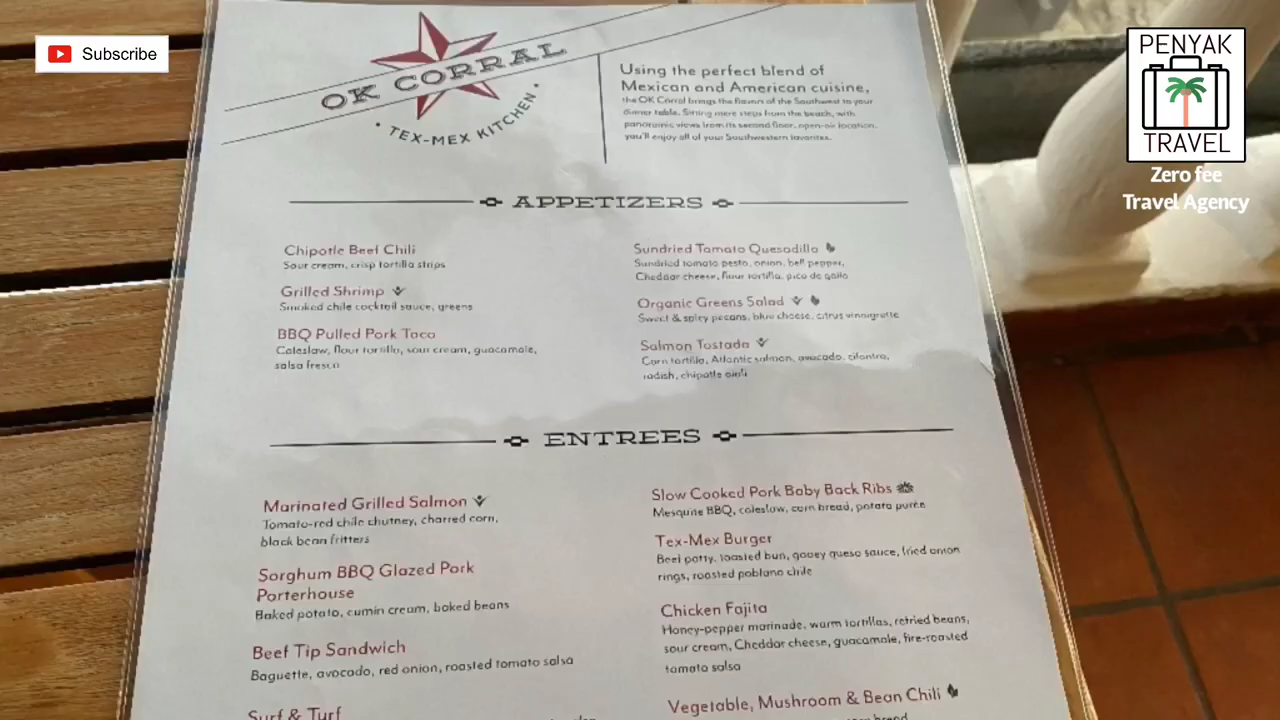 Subscribe
PENYAK
TRAVEL
Zero fee
Travel Agency
OK CORRAL
• TEX-MEX KITCHEN •
Using the perfect blend of
Mexican and American cuisine,
the OK Corral brings the flavors of the Southwest to your
dinner table. Sitting mere steps from the beach, with
panoramic views from its second floor, open-air location,
you'll enjoy all of your Southwestern favorites.
APPETIZERS
Chipotle Beef Chili
Sour cream, crisp tortilla strips
Grilled Shrimp
Smoked chile cocktail sauce, greens
BBQ Pulled Pork Taco
Coleslaw, flour tortilla, sour cream, guacamole,
salsa fresca
Sundried Tomato Quesadilla
Sundried tomato pesto, onion, bell pepper,
Cheddar cheese, flour tortilla, pico de gallo
Organic Greens Salad
Sweet & spicy pecans, blue cheese, citrus vinaigrette
Salmon Tostada
Corn tortilla, Atlantic salmon, avocado, cilantro,
radish, chipotle aioli
ENTREES
Marinated Grilled Salmon
Tomato-red chile chutney, charred corn,
black bean fritters
Sorghum BBQ Glazed Pork
Porterhouse
Baked potato, cumin cream, baked beans
Beef Tip Sandwich
Baguette, avocado, red onion, roasted tomato salsa
Surf & Turf
Slow Cooked Pork Baby Back Ribs
Mesquite BBQ, coleslaw, corn bread, potato purée
Tex-Mex Burger
Beef patty, toasted bun, gooey queso sauce, fried onion
rings, roasted poblano chile
Chicken Fajita
Honey-pepper marinade, warm tortillas, refried beans,
sour cream, Cheddar cheese, guacamole, fire-roasted
tomato salsa
Vegetable, Mushroom & Bean Chili
bread